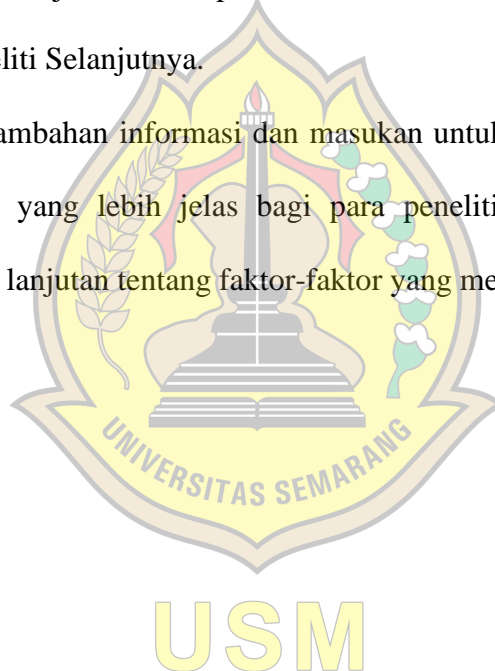 eliti Selanjutnya.
ambahan informasi dan masukan untuk
yang lebih jelas bagi para peneliti
lanjutan tentang faktor-faktor yang me
UNIVERSITAS SEMARANG
USM